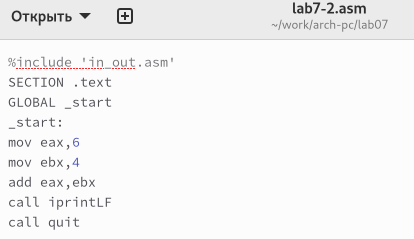 Открыть
lab7-2.asm
~/work/arch-pc/lab07
%include 'in_out.asm'
SECTION .text
GLOBAL _start
_start:
mov eax,6
mov ebx,4
add eax,ebx
call iprintLF
call quit